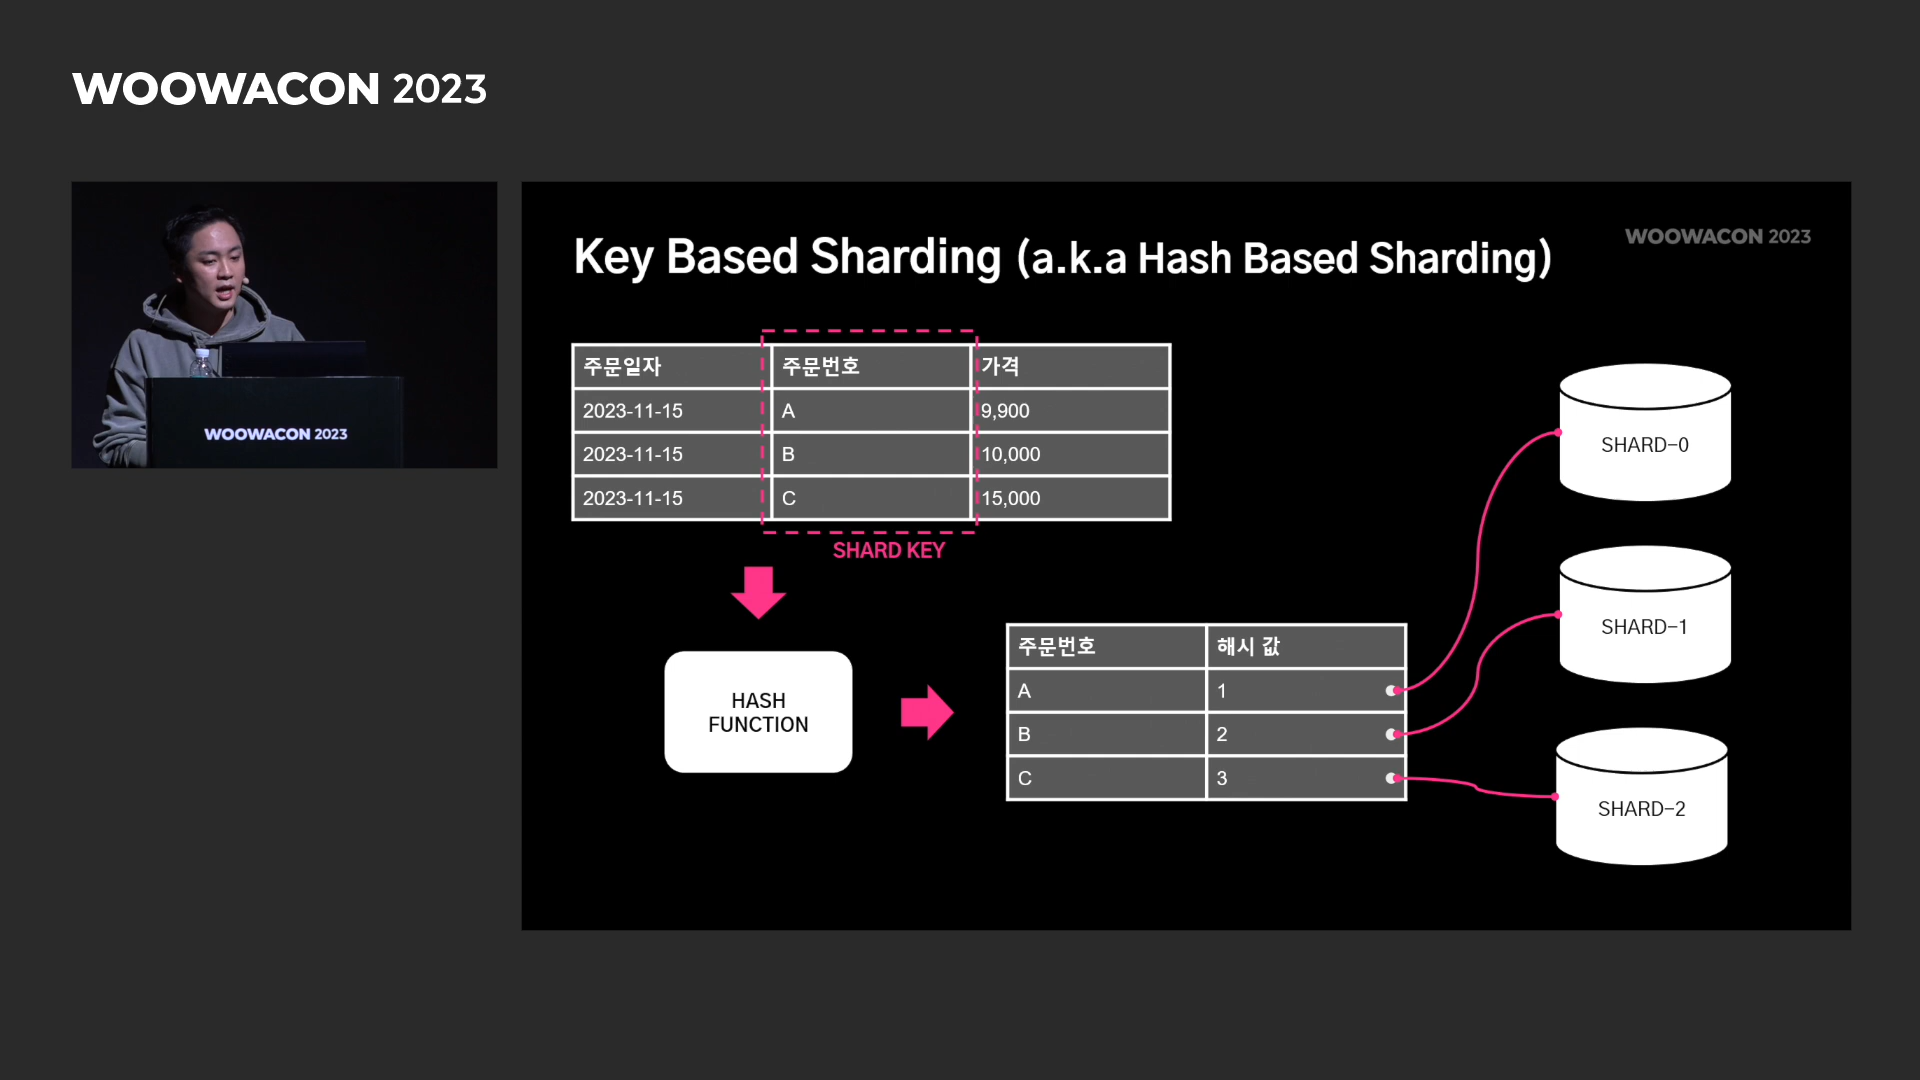 WOOWACON 2023
WOOWACON 2023
Key Based Sharding (a.k.a Hash Based Sharding)
WOOWACON 2023
주문일자 주문번호 가격
2023-11-15 A 9,900
2023-11-15 B 10,000
2023-11-15 C 15,000
SHARD KEY
HASH
FUNCTION
주문번호 해시 값
A 1
B 2
C 3
SHARD-0
SHARD-1
SHARD-2